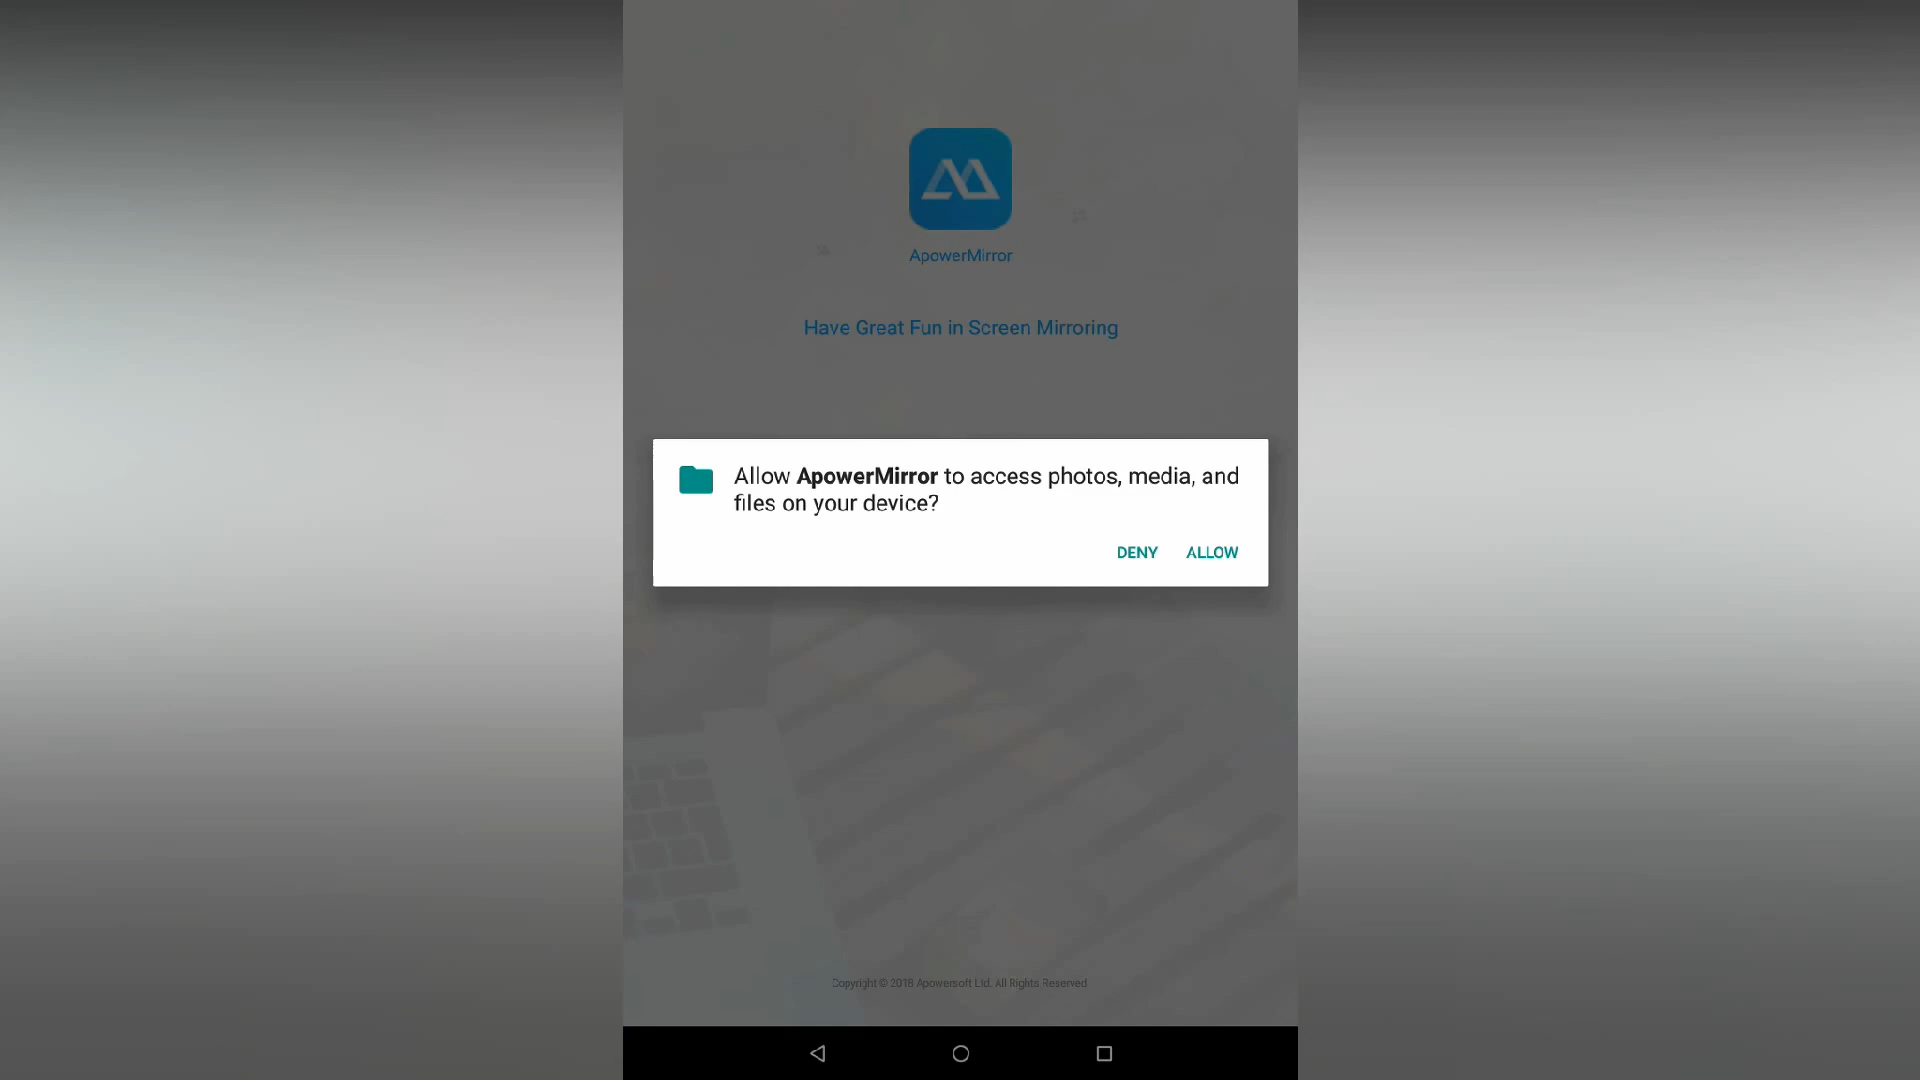 ApowerMirror
Have Great Fun in Screen Mirroring
Allow ApowerMirror to access photos, media, and
files on your device?
DENY ALLOW
Copyright © 2018 Apowersoft Ltd. All Rights Reserved